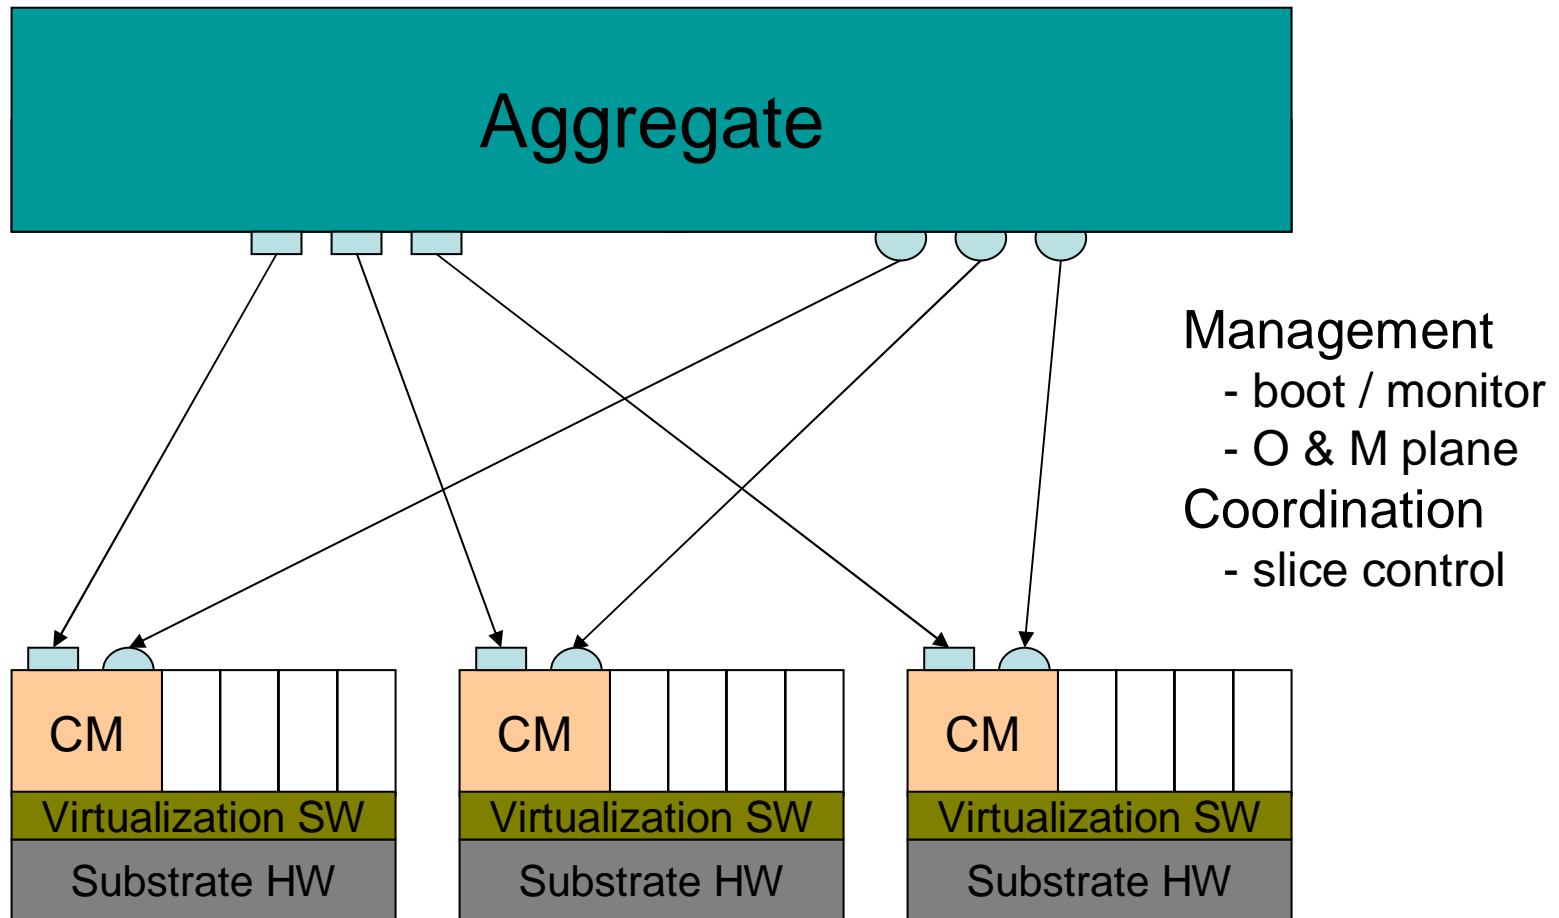 Aggregate
Management
- boot / monitor
- O & M plane
Coordination
- slice control
CM
CM
CM
Virtualization SW
Virtualization SW
Virtualization SW
Substrate HW
Substrate HW
Substrate HW